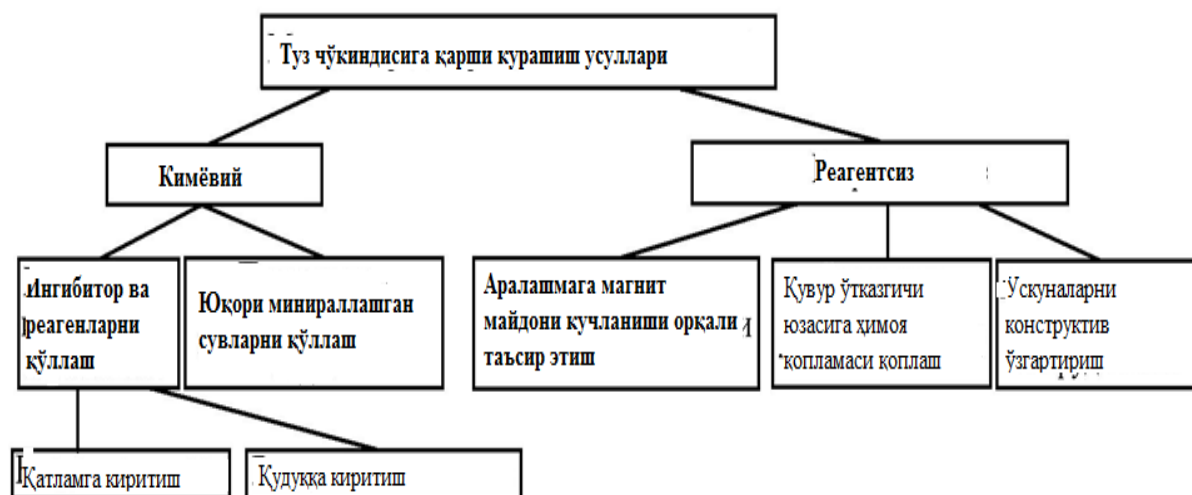 Туз чўкиндисига қарши курашиш усуллари
Кимёвий
Реагентсиз
Ингибитор ва
реагенларни
қўллаш
Юқори минираллашган
сувларни қўллаш
Аралашмага магнит
майдони кучланиши орқали
таъсир этиш
Қувур ўтказгичи
юзасига ҳимоя
қопламаси қоплаш
Ускуналарни
конструктив
ўзгартириш
Қатламга киритиш
Қудуққа киритиш